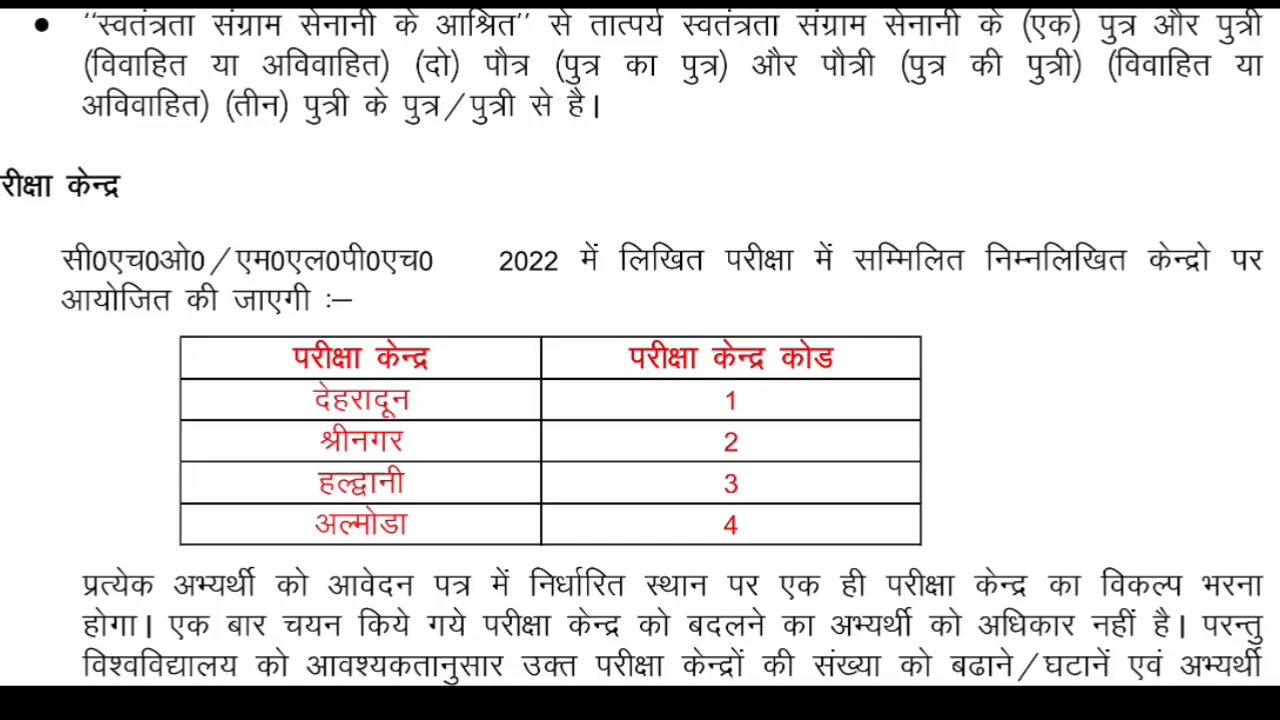 • ‘‘स्वतंत्रता संग्राम सेनानी के आश्रित’’ से तात्पर्य स्वतंत्रता संग्राम सेनानी के (एक) पुत्र और पुत्री
(विवाहित या अविवाहित) (दो) पौत्र (पुत्र का पुत्र) और पौत्री (पुत्र की पुत्री) (विवाहित या
अविवाहित) (तीन) पुत्री के पुत्र/पुत्री से है।
रीक्षा केन्द्र
सी0एच0ओ0/एम0एल0पी0एच0 2022 में लिखित परीक्षा में सम्मिलित निम्नलिखित केन्द्रो पर
आयोजित की जाएगी :–
परीक्षा केन्द्र परीक्षा केन्द्र कोड
देहरादून 1
श्रीनगर 2
हल्द्वानी 3
अल्मोडा 4
प्रत्येक अभ्यर्थी को आवेदन पत्र में निर्धारित स्थान पर एक ही परीक्षा केन्द्र का विकल्प भरना
होगा। एक बार चयन किये गये परीक्षा केन्द्र को बदलने का अभ्यर्थी को अधिकार नहीं है। परन्तु
विश्वविद्यालय को आवश्यकतानुसार उक्त परीक्षा केन्द्रों की संख्या को बढाने/घटानें एवं अभ्यर्थी